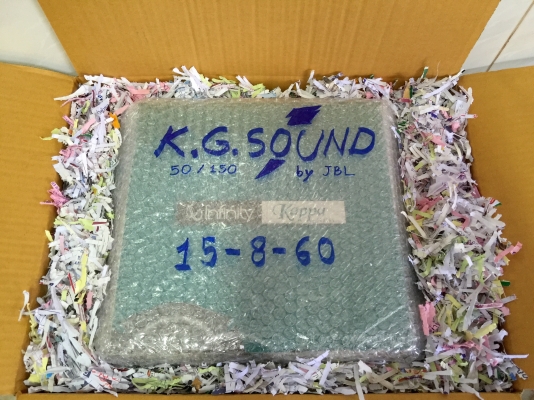 K.G.SOUND
50/150 by JBL
Infinity Kappa
15-8-60